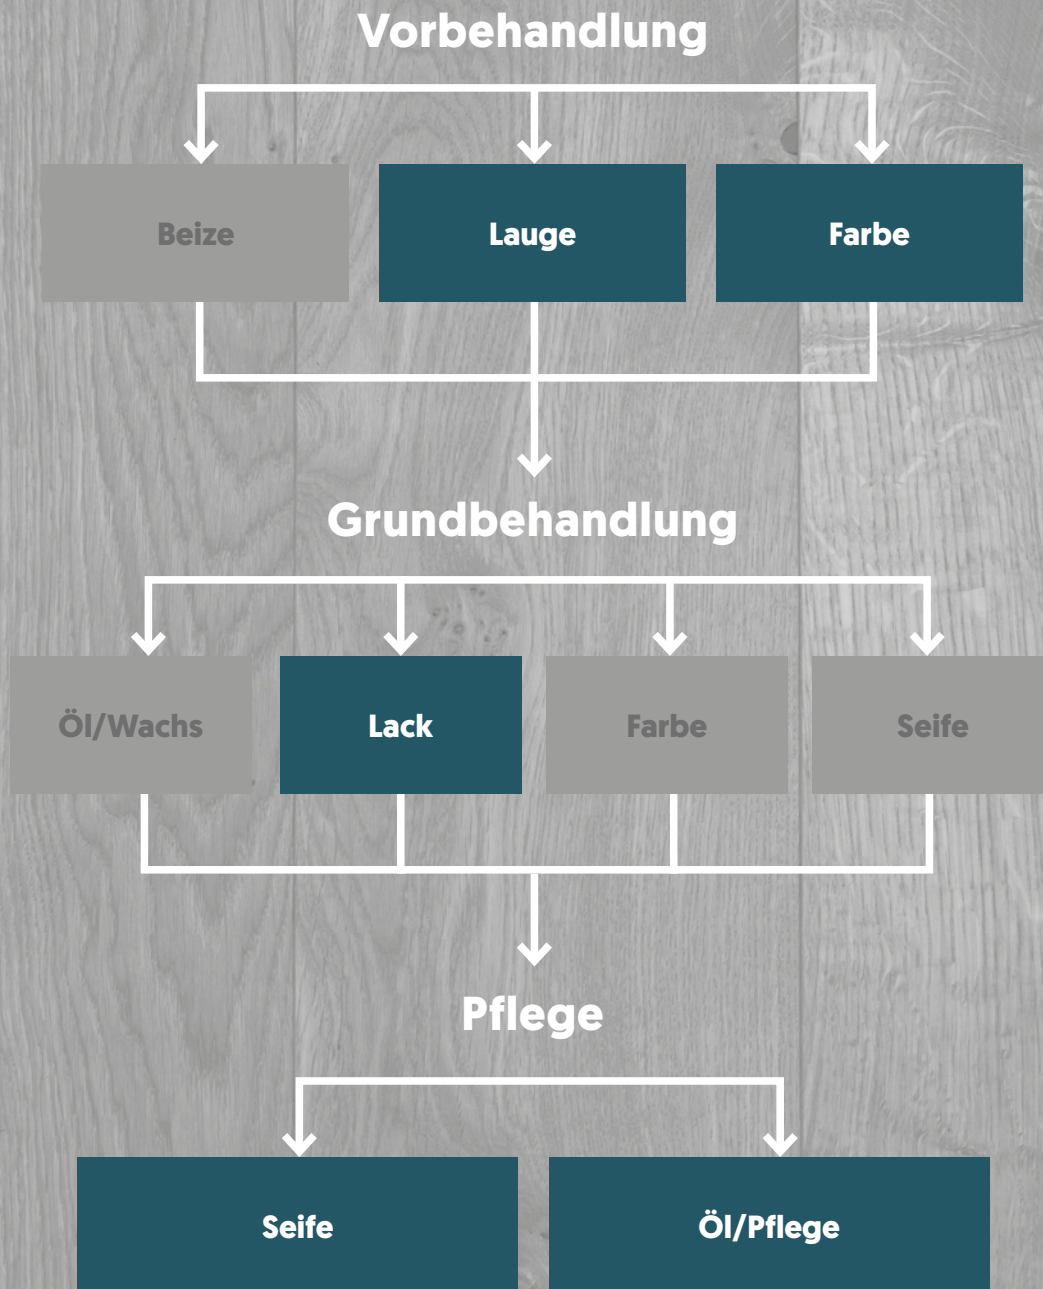 Vorbehandlung
Beize
Lauge
Farbe
Grundbehandlung
Öl/Wachs
Lack
Farbe
Seife
Pflege
Seife
Öl/Pflege